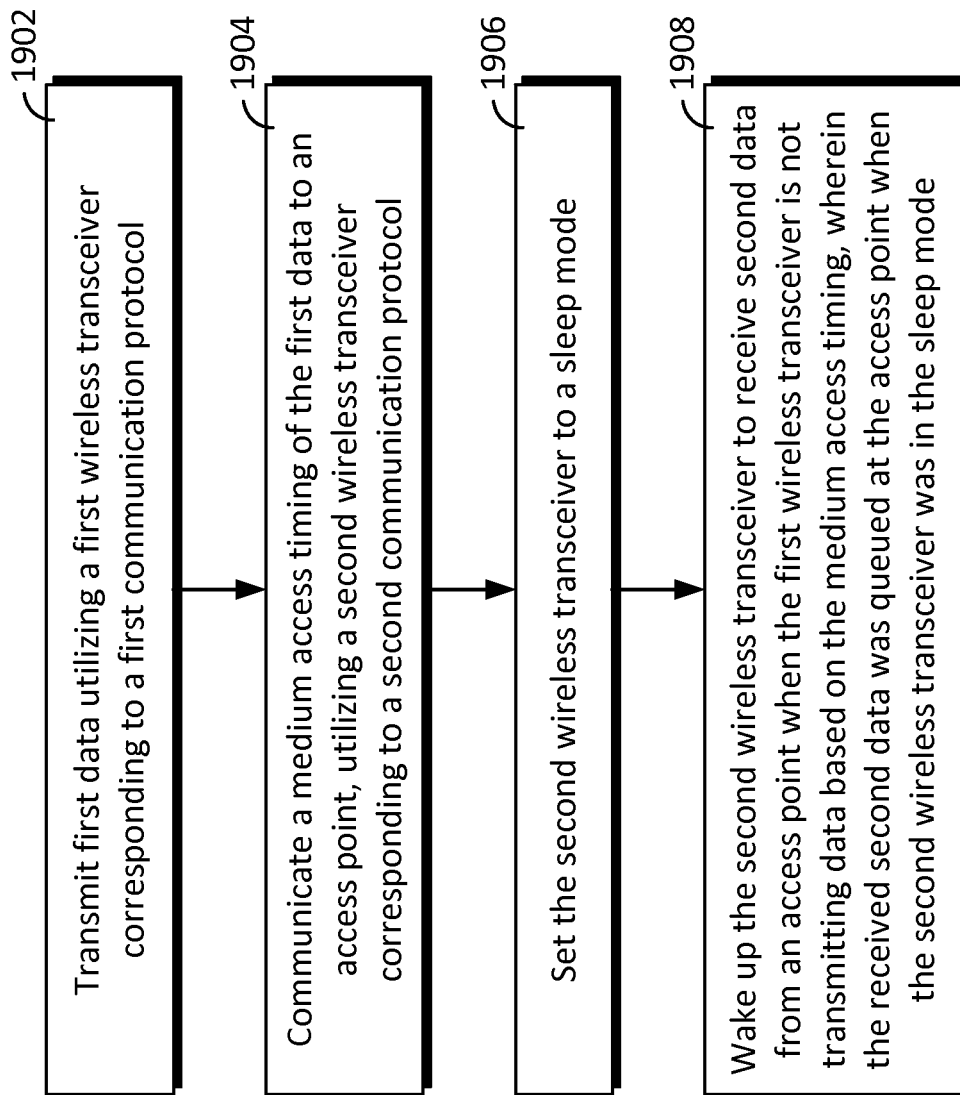 1902
Transmit first data utilizing a first wireless transceiver
corresponding to a first communication protocol
1904
Communicate a medium access timing of the first data to an
access point, utilizing a second wireless transceiver
corresponding to a second communication protocol
1906
Set the second wireless transceiver to a sleep mode
1908
Wake up the second wireless transceiver to receive second data
from an access point when the first wireless transceiver is not
transmitting data based on the medium access timing, wherein
the received second data was queued at the access point when
the second wireless transceiver was in the sleep mode